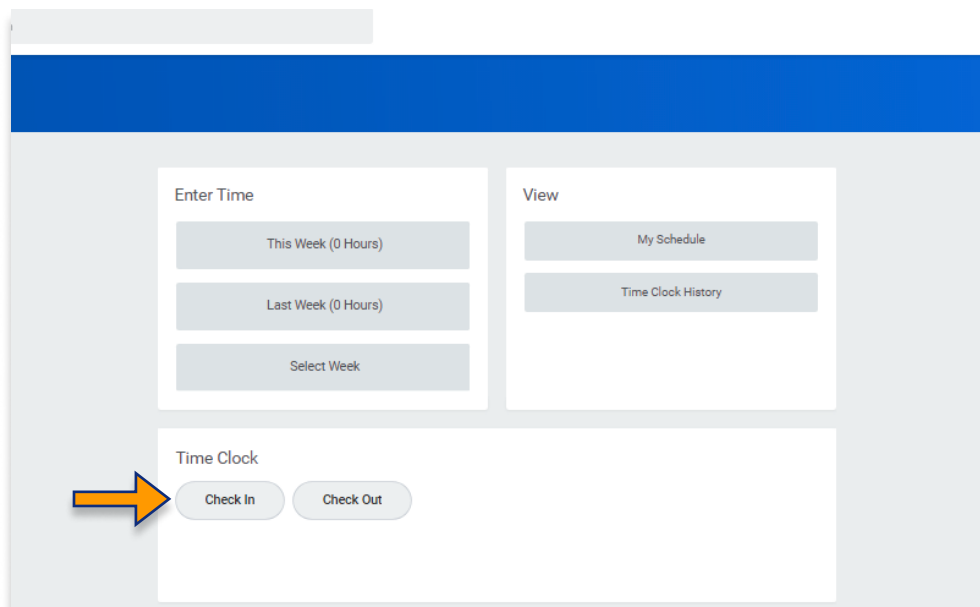 Enter Time
This Week (0 Hours)
Last Week (0 Hours)
Select Week
View
My Schedule
Time Clock History
Time Clock
Check In
Check Out